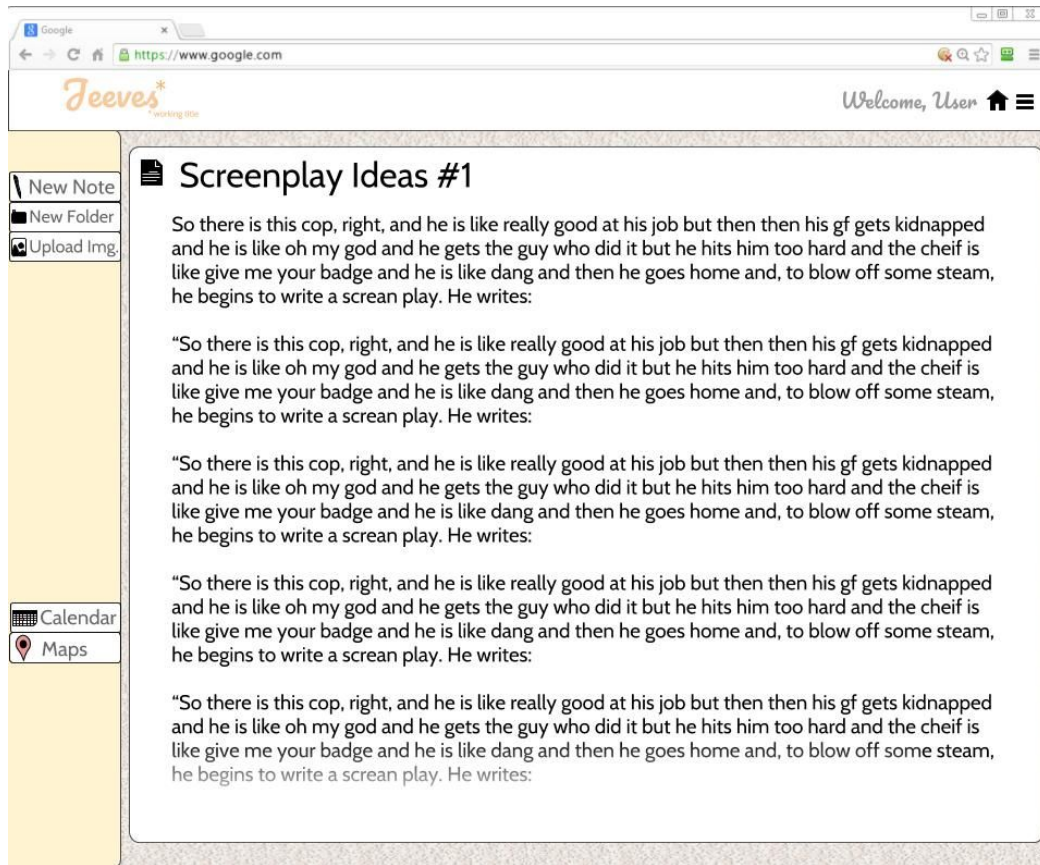 Google
https://www.google.com
Jeeves*
* working title
Welcome, User
New Note
New Folder
Upload Img.
Calendar
Maps
Screenplay Ideas #1
So there is this cop, right, and he is like really good at his job but then then his gf gets kidnapped
and he is like oh my god and he gets the guy who did it but he hits him too hard and the cheif is
like give me your badge and he is like dang and then he goes home and, to blow off some steam,
he begins to write a screan play. He writes:
“So there is this cop, right, and he is like really good at his job but then then his gf gets kidnapped
and he is like oh my god and he gets the guy who did it but he hits him too hard and the cheif is
like give me your badge and he is like dang and then he goes home and, to blow off some steam,
he begins to write a screan play. He writes:
“So there is this cop, right, and he is like really good at his job but then then his gf gets kidnapped
and he is like oh my god and he gets the guy who did it but he hits him too hard and the cheif is
like give me your badge and he is like dang and then he goes home and, to blow off some steam,
he begins to write a screan play. He writes:
“So there is this cop, right, and he is like really good at his job but then then his gf gets kidnapped
and he is like oh my god and he gets the guy who did it but he hits him too hard and the cheif is
like give me your badge and he is like dang and then he goes home and, to blow off some steam,
he begins to write a screan play. He writes:
“So there is this cop, right, and he is like really good at his job but then then his gf gets kidnapped
and he is like oh my god and he gets the guy who did it but he hits him too hard and the cheif is
like give me your badge and he is like dang and then he goes home and, to blow off some steam,
he begins to write a screan play. He writes: